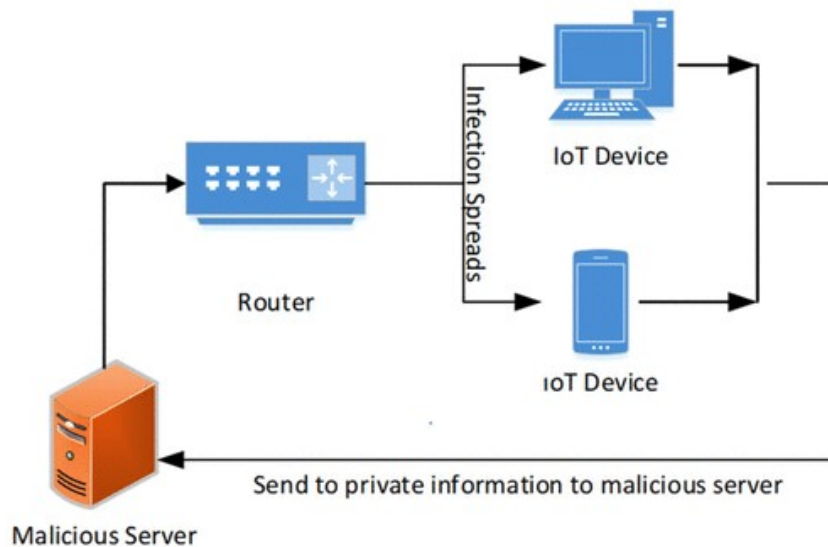 Infection Spreads
IoT Device
Router
IoT Device
Send to private information to malicious server
Malicious Server